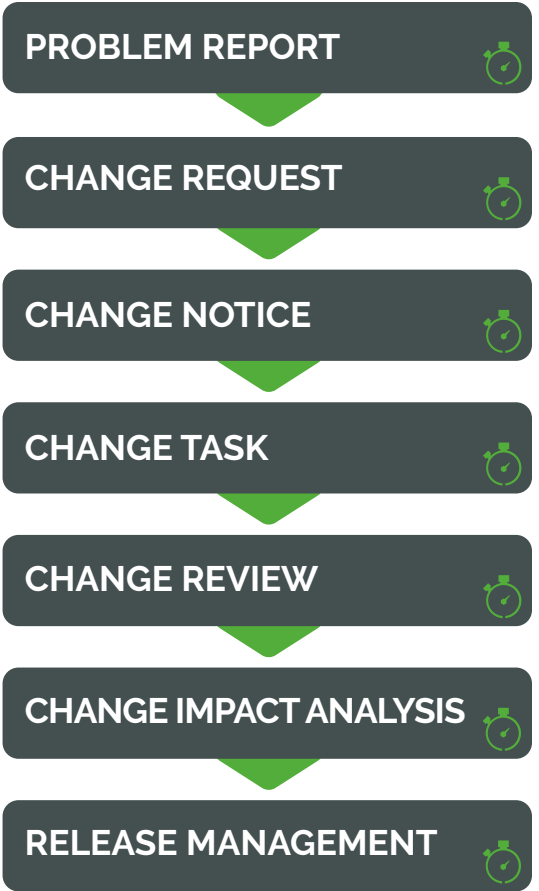 PROBLEM REPORT
CHANGE REQUEST
CHANGE NOTICE
CHANGE TASK
CHANGE REVIEW
CHANGE IMPACT ANALYSIS
RELEASE MANAGEMENT